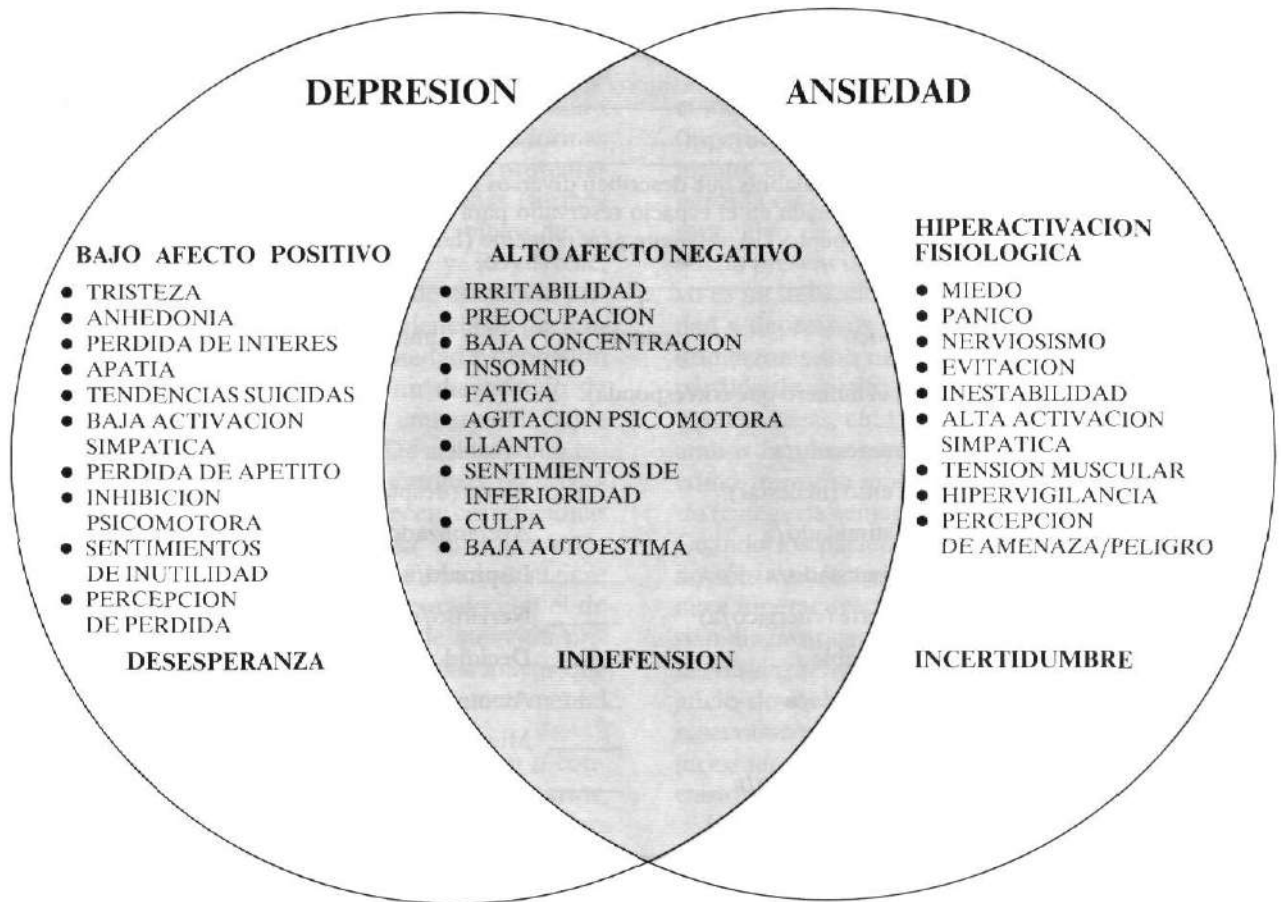 DEPRESION
ANSIEDAD
BAJO AFECTO POSITIVO
● TRISTEZA
● ANHEDONIA
● PERDIDA DE INTERES
● APATIA
● TENDENCIAS SUICIDAS
● BAJA ACTIVACION
SIMPATICA
● PERDIDA DE APETITO
● INHIBICION
PSICOMOTORA
● SENTIMIENTOS
DE INUTILIDAD
● PERCEPCION
DE PERDIDA
DESESPERANZA
ALTO AFECTO NEGATIVO
● IRRITABILIDAD
● PREOCUPACION
● BAJA CONCENTRACION
● INSOMNIO
● FATIGA
● AGITACION PSICOMOTORA
● LLANTO
● SENTIMIENTOS DE
INFERIORIDAD
● CULPA
● BAJA AUTOESTIMA
INDEFENSION
HIPERACTIVACION
FISIOLOGICA
● MIEDO
● PANICO
● NERVIOSISMO
● EVITACION
● INESTABILIDAD
● ALTA ACTIVACION
SIMPATICA
● TENSION MUSCULAR
● HIPERVIGILANCIA
● PERCEPCION
DE AMENAZA/PELIGRO
INCERTIDUMBRE